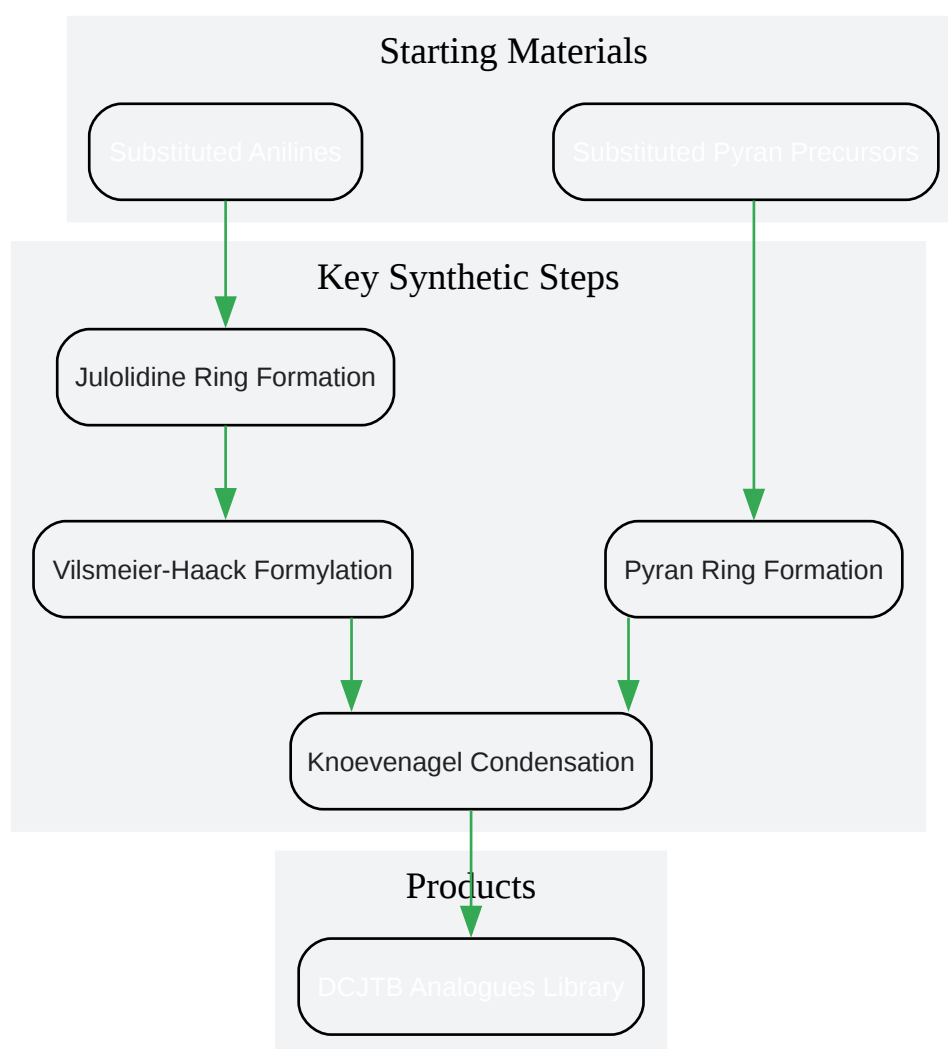 Starting Materials
Substituted Anilines
Substituted Pyran Precursors
Key Synthetic Steps
Julolidine Ring Formation
Vilsmeier-Haack Formylation
Pyran Ring Formation
Knoevenagel Condensation
Products
DCJTB Analogues Library